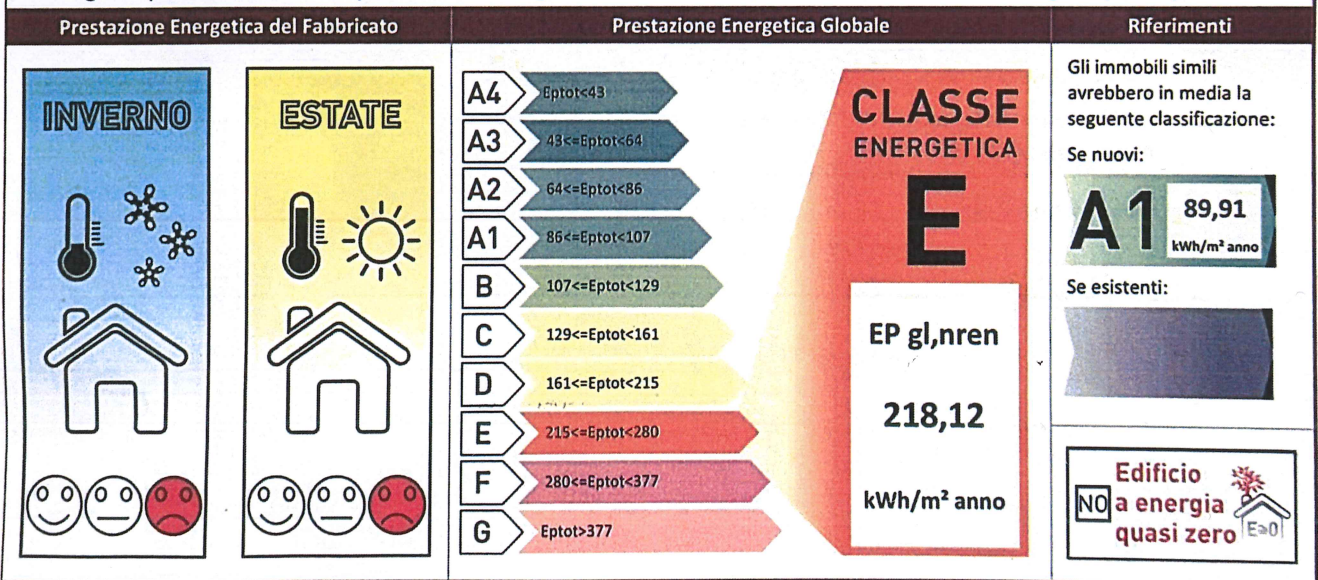 Prestazione Energetica del Fabbricato
Prestazione Energetica Globale
Riferimenti
INVERNO
ESTATE
A4 Eptot<43
A3 43<=Eptot<64
A2 64<=Eptot<86
A1 86<=Eptot<107
B 107<=Eptot<129
C 129<=Eptot<161
D 161<=Eptot<215
E 215<=Eptot<280
F 280<=Eptot<377
G Eptot>377
CLASSE
ENERGETICA
E
EP gl,nren
218,12
kWh/m² anno
Gli immobili simili
avrebbero in media la
seguente classificazione:
Se nuovi:
A1 89,91
kWh/m² anno
Se esistenti:
Edificio
NO a energia
quasi zero